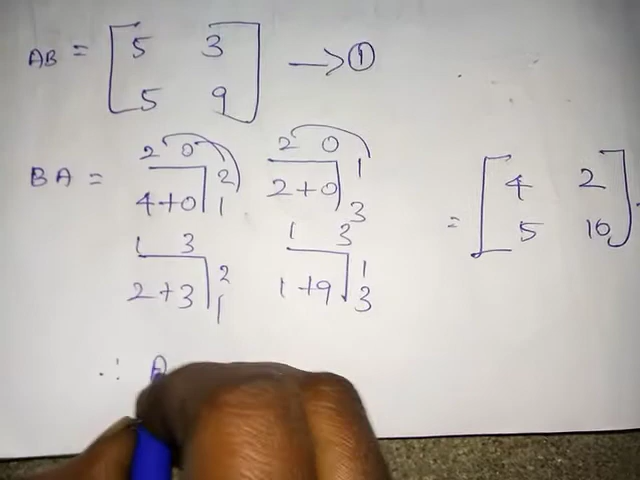 AB = [ 5 3 → ①
5 9 ]
BA = 2 0 2 0
4+0 2 1 2+0 1 3
1 3 1 3
2+3 2 1 1+9 1 3
= [ 4 2
5 10 ]
∴ A